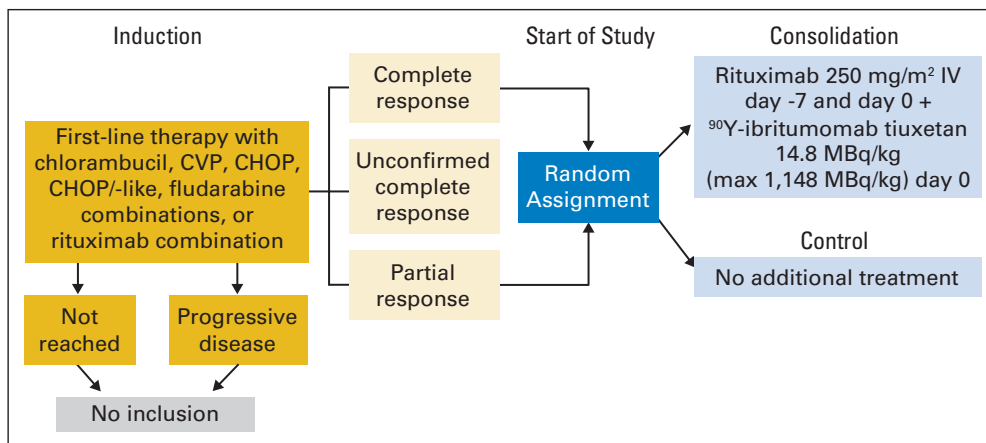 Induction
First-line therapy with
chlorambucil, CVP, CHOP,
CHOP/-like, fludarabine
combinations, or
rituximab combination
Not
reached
Progressive
disease
No inclusion
Complete
response
Unconfirmed
complete
response
Partial
response
Start of Study
Random
Assignment
Consolidation
Rituximab 250 mg/m² IV
day -7 and day 0 +
⁹⁰Y-ibritumomab tiuxetan
14.8 MBq/kg
(max 1,148 MBq/kg) day 0
Control
No additional treatment